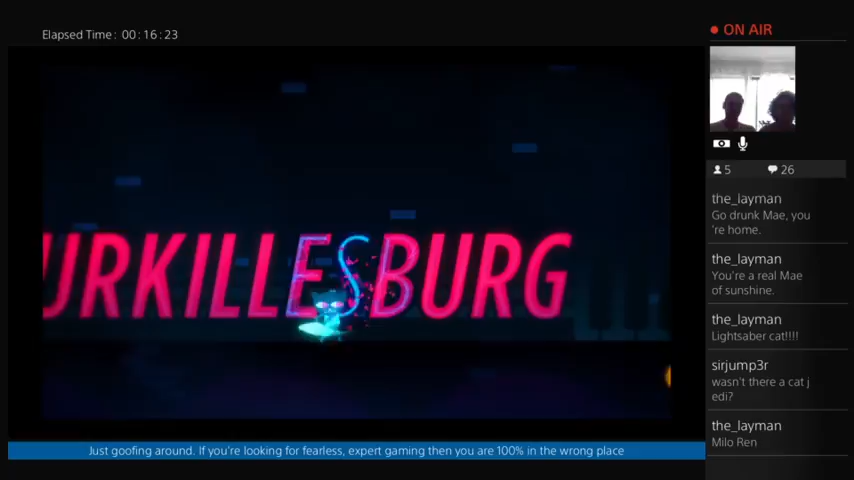 Elapsed Time: 00:16:23
ON AIR
URKILLESBURG
5 26
the_layman
Go drunk Mae, you
're home.
the_layman
You're a real Mae
of sunshine.
the_layman
Lightsaber cat!!!!
sirjump3r
wasn't there a cat j
edi?
the_layman
Milo Ren
Just goofing around. If you're looking for fearless, expert gaming then you are 100% in the wrong place